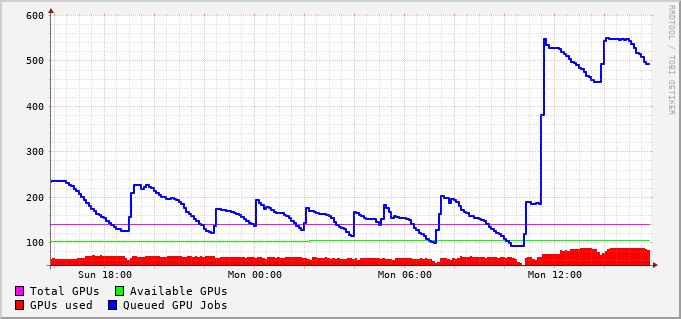 600
500
400
300
200
100
Sun 18:00 Mon 00:00 Mon 06:00 Mon 12:00
Total GPUs Available GPUs
GPUs used Queued GPU Jobs
RRDTOOL / TOBI OETIKER